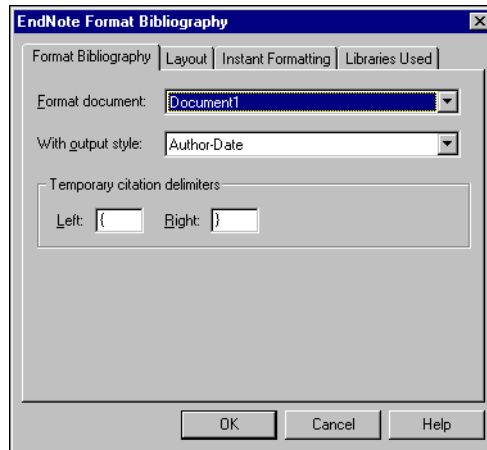 EndNote Format Bibliography
Format Bibliography Layout Instant Formatting Libraries Used
Format document: Document1
With output style: Author-Date
Temporary citation delimiters
Left: { Right: }
OK Cancel Help